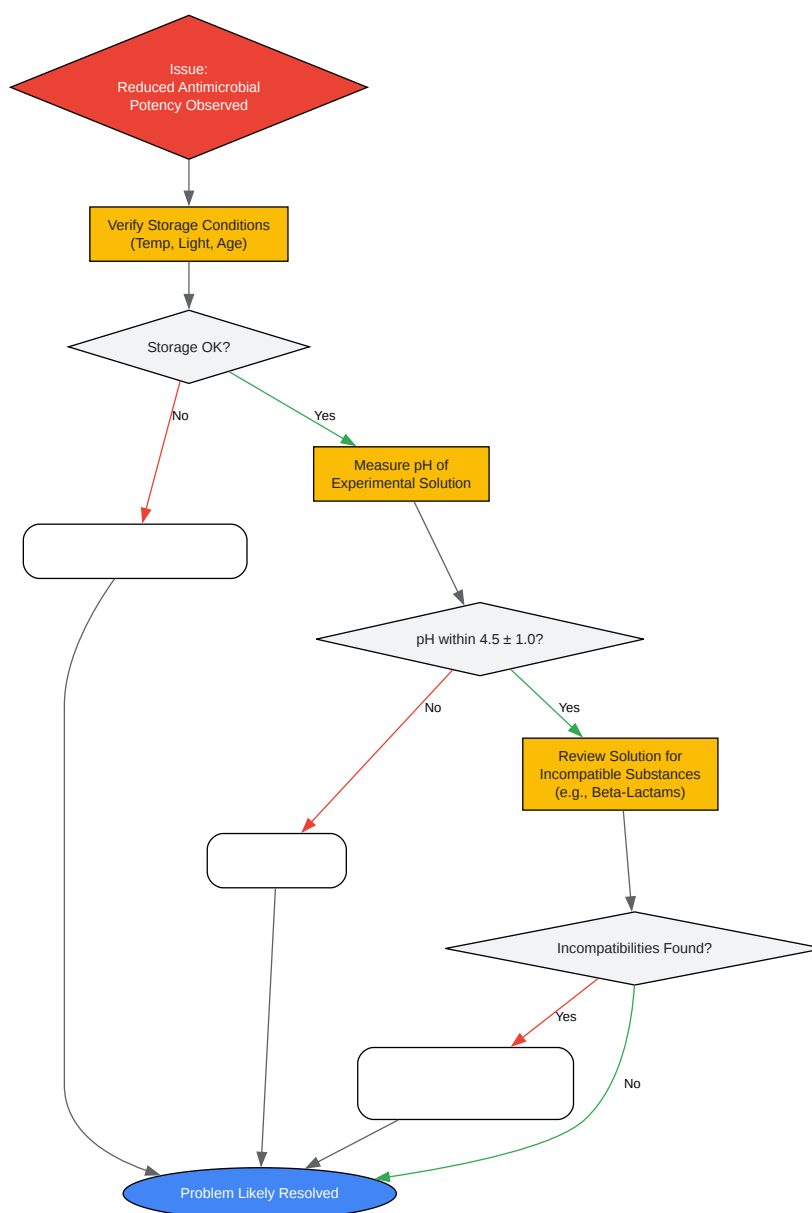 Issue:
Reduced Antimicrobial
Potency Observed
Verify Storage Conditions
(Temp, Light, Age)
Storage OK?
No
Yes
Measure pH of
Experimental Solution
pH within 4.5 ± 1.0?
No
Yes
Review Solution for
Incompatible Substances
(e.g., Beta-Lactams)
Incompatibilities Found?
Yes
No
Problem Likely Resolved